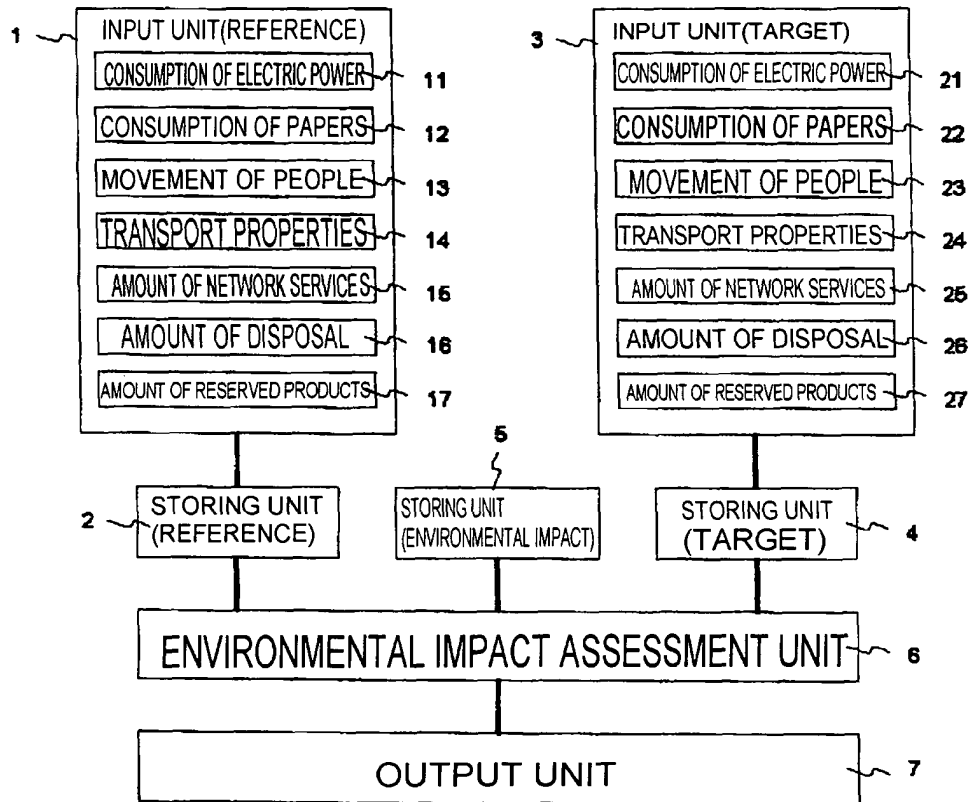 1
INPUT UNIT(REFERENCE)
CONSUMPTION OF ELECTRIC POWER
11
CONSUMPTION OF PAPERS
12
MOVEMENT OF PEOPLE
13
TRANSPORT PROPERTIES
14
AMOUNT OF NETWORK SERVICES
15
AMOUNT OF DISPOSAL
16
AMOUNT OF RESERVED PRODUCTS
17
3
INPUT UNIT(TARGET)
CONSUMPTION OF ELECTRIC POWER
21
CONSUMPTION OF PAPERS
22
MOVEMENT OF PEOPLE
23
TRANSPORT PROPERTIES
24
AMOUNT OF NETWORK SERVICES
25
AMOUNT OF DISPOSAL
26
AMOUNT OF RESERVED PRODUCTS
27
2
STORING UNIT
(REFERENCE)
5
STORING UNIT
(ENVIRONMENTAL IMPACT)
STORING UNIT
(TARGET)
4
ENVIRONMENTAL IMPACT ASSESSMENT UNIT
6
OUTPUT UNIT
7